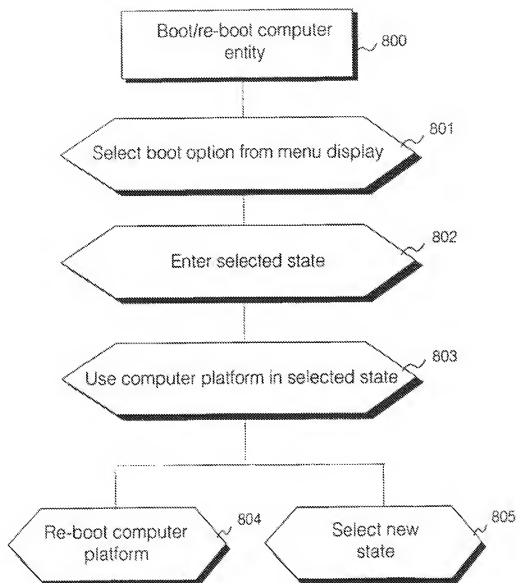 Boot/re-boot computer
entity
800
801
Select boot option from menu display
802
Enter selected state
803
Use computer platform in selected state
Re-boot computer
platform
804
Select new
state
805